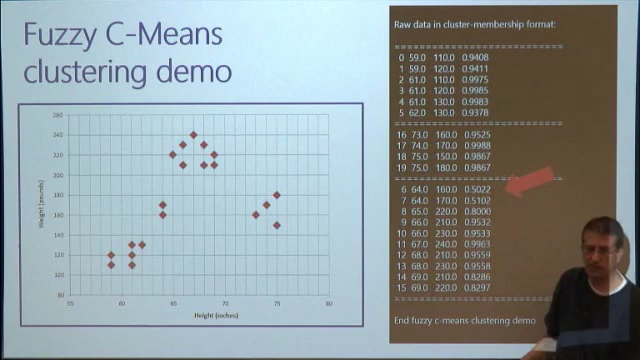 Fuzzy C-Means
clustering demo
Raw data in cluster-membership format:
0 59.0 110.0 0.9408
1 59.0 120.0 0.9411
2 61.0 110.0 0.9975
3 61.0 120.0 0.9985
4 61.0 130.0 0.9983
5 62.0 130.0 0.9378
16 73.0 160.0 0.9525
17 74.0 170.0 0.9988
18 75.0 150.0 0.9867
19 75.0 180.0 0.9867
6 64.0 160.0 0.5022
7 64.0 170.0 0.5102
8 65.0 220.0 0.8000
9 66.0 210.0 0.9532
10 66.0 230.0 0.9533
11 67.0 240.0 0.9963
12 68.0 210.0 0.9559
13 68.0 230.0 0.9558
14 69.0 210.0 0.8286
15 69.0 220.0 0.8297
End fuzzy c-means clustering demo
260
240
220
200
180
160
140
120
100
80
Weight (pounds)
55 60 65 70 75 80
Height (inches)